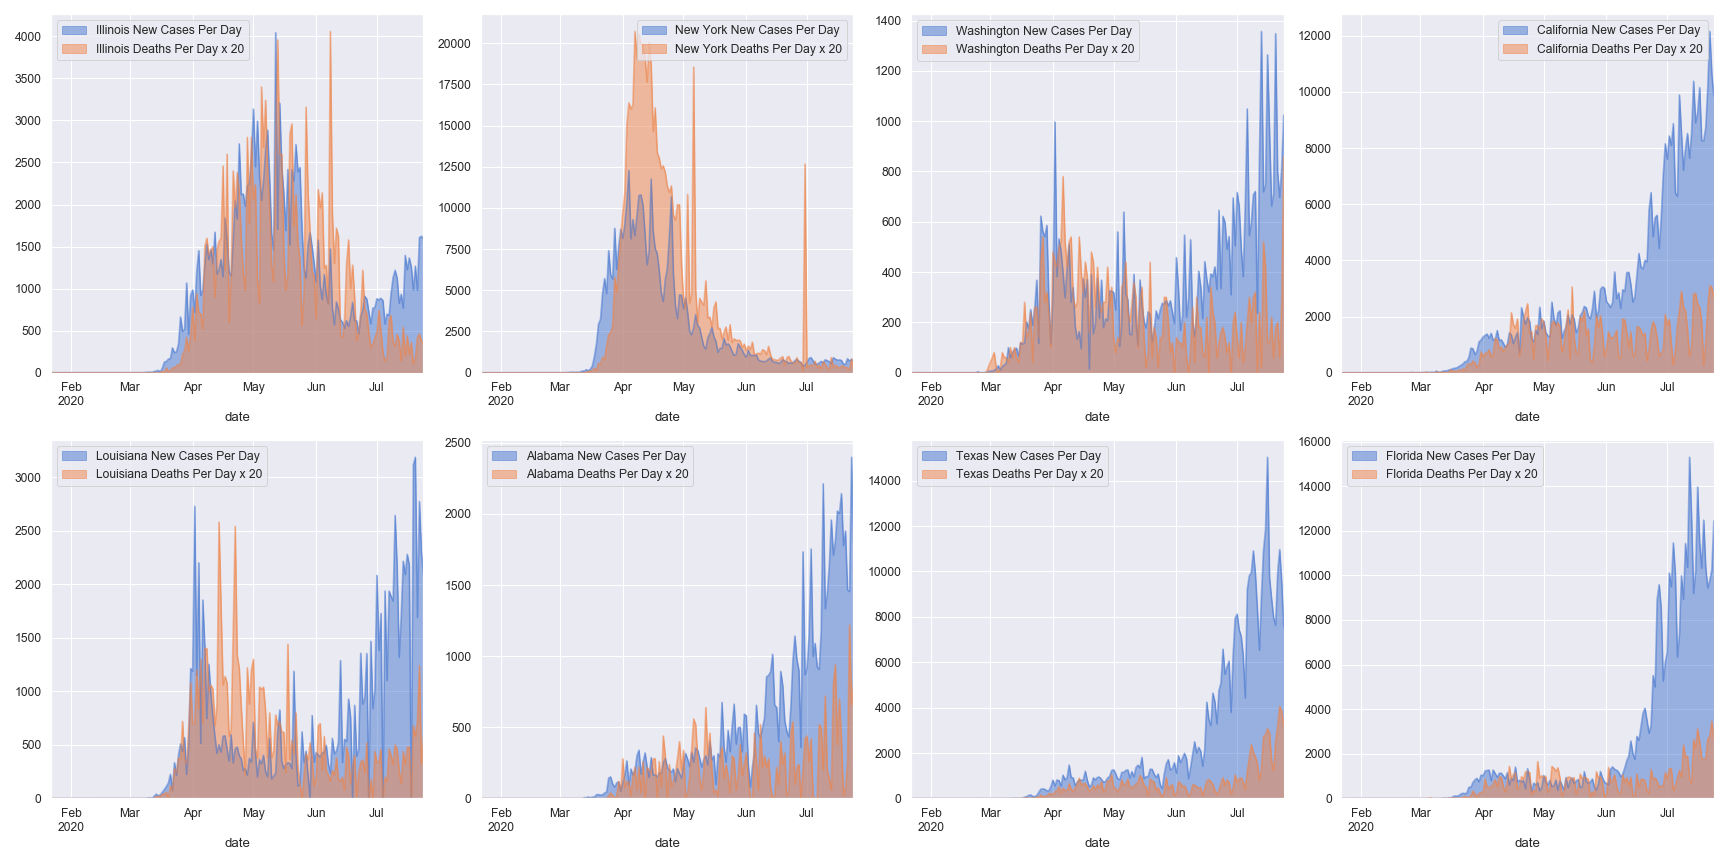 Illinois New Cases Per Day
Illinois Deaths Per Day x 20
4000
3500
3000
2500
2000
1500
1000
500
0
Feb
2020
Mar
Apr
May
Jun
Jul
date
New York New Cases Per Day
New York Deaths Per Day x 20
20000
17500
15000
12500
10000
7500
5000
2500
0
Feb
2020
Mar
Apr
May
Jun
Jul
date
Washington New Cases Per Day
Washington Deaths Per Day x 20
1400
1200
1000
800
600
400
200
0
Feb
2020
Mar
Apr
May
Jun
Jul
date
California New Cases Per Day
California Deaths Per Day x 20
12000
10000
8000
6000
4000
2000
0
Feb
2020
Mar
Apr
May
Jun
Jul
date
Louisiana New Cases Per Day
Louisiana Deaths Per Day x 20
3000
2500
2000
1500
1000
500
0
Feb
2020
Mar
Apr
May
Jun
Jul
date
Alabama New Cases Per Day
Alabama Deaths Per Day x 20
2500
2000
1500
1000
500
0
Feb
2020
Mar
Apr
May
Jun
Jul
date
Texas New Cases Per Day
Texas Deaths Per Day x 20
14000
12000
10000
8000
6000
4000
2000
0
Feb
2020
Mar
Apr
May
Jun
Jul
date
Florida New Cases Per Day
Florida Deaths Per Day x 20
16000
14000
12000
10000
8000
6000
4000
2000
0
Feb
2020
Mar
Apr
May
Jun
Jul
date